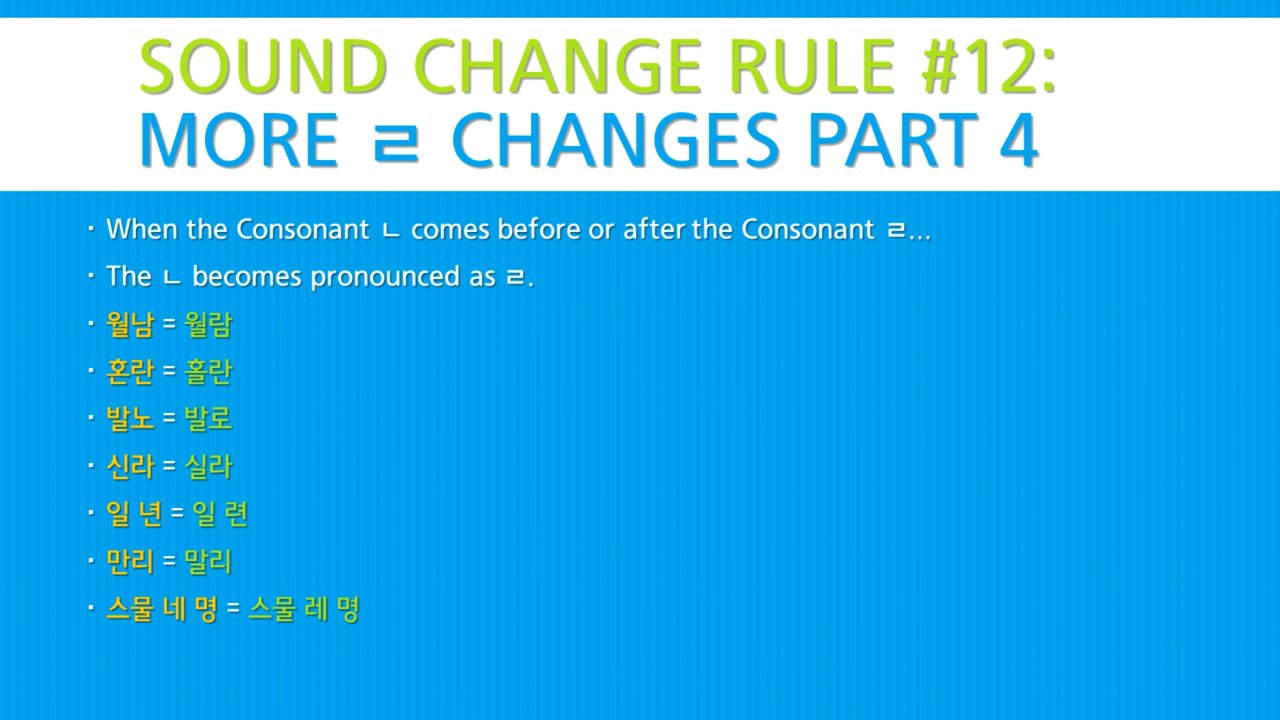 SOUND CHANGE RULE #12:
MORE ㄹ CHANGES PART 4
· When the Consonant ㄴ comes before or after the Consonant ㄹ...
· The ㄴ becomes pronounced as ㄹ.
· 월남 = 월람
· 혼란 = 홀란
· 발노 = 발로
· 신라 = 실라
· 일 년 = 일 련
· 만리 = 말리
· 스물 네 명 = 스물 레 명